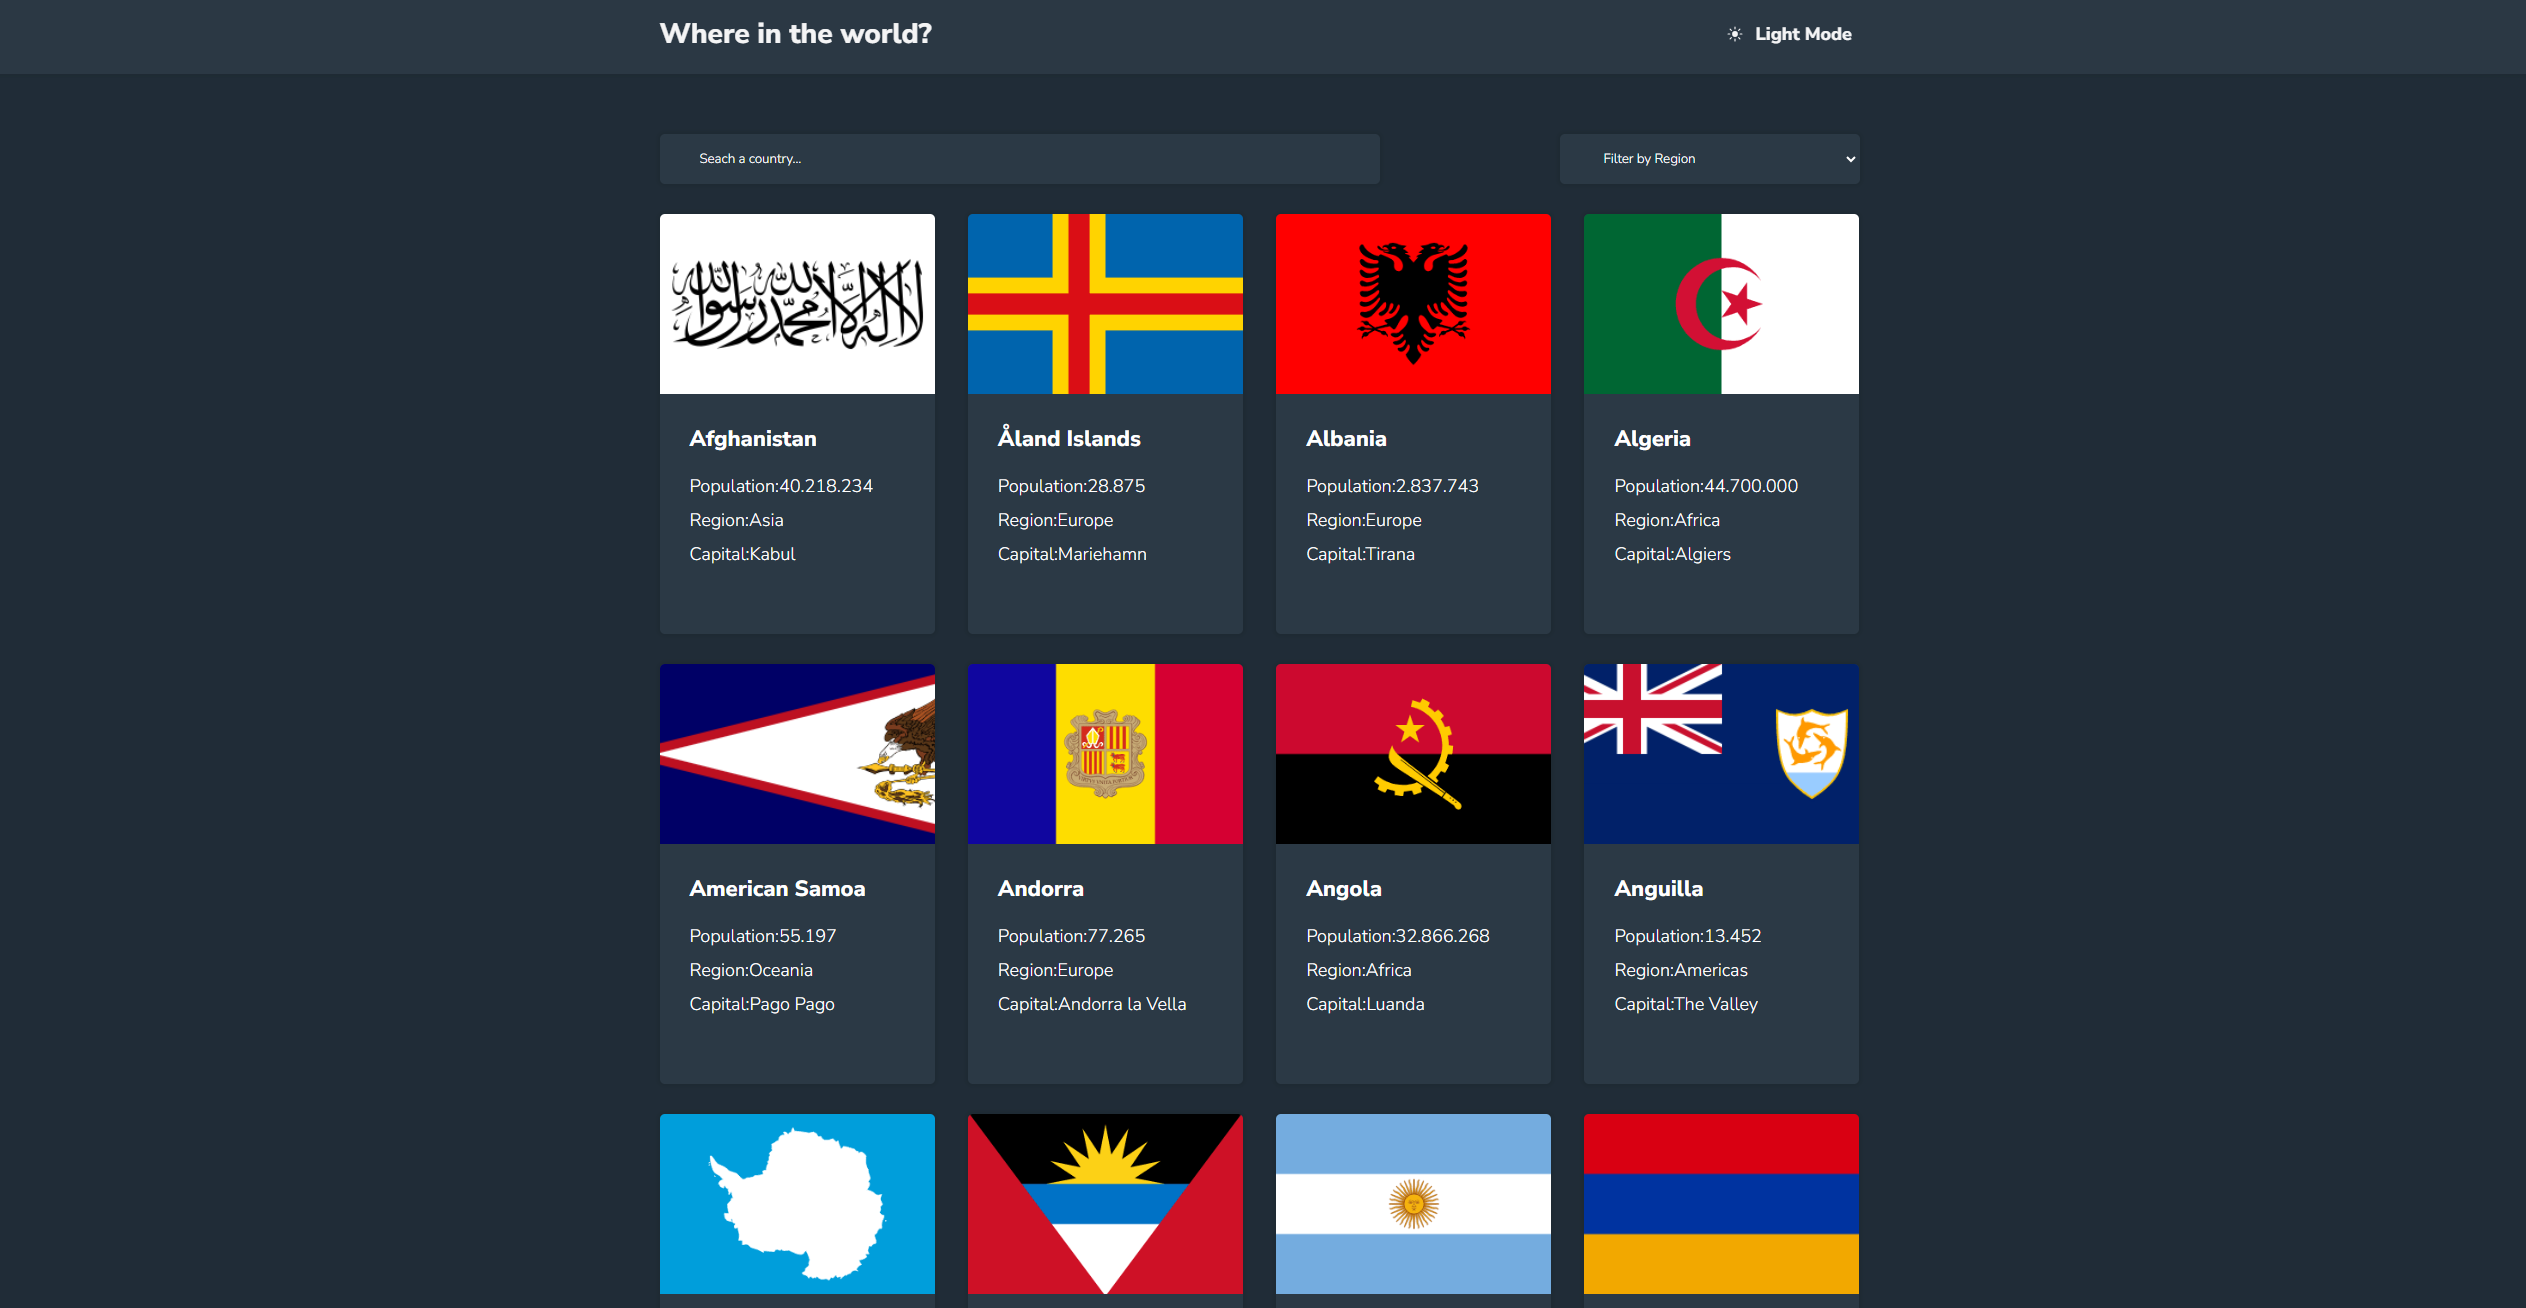 Where in the world?
Light Mode
Seach a country...
Filter by Region
لا إله إلا الله محمد رسول الله
Afghanistan
Population:40.218.234
Region:Asia
Capital:Kabul
Åland Islands
Population:28.875
Region:Europe
Capital:Mariehamn
Albania
Population:2.837.743
Region:Europe
Capital:Tirana
Algeria
Population:44.700.000
Region:Africa
Capital:Algiers
American Samoa
Population:55.197
Region:Oceania
Capital:Pago Pago
Andorra
Population:77.265
Region:Europe
Capital:Andorra la Vella
Angola
Population:32.866.268
Region:Africa
Capital:Luanda
Anguilla
Population:13.452
Region:Americas
Capital:The Valley